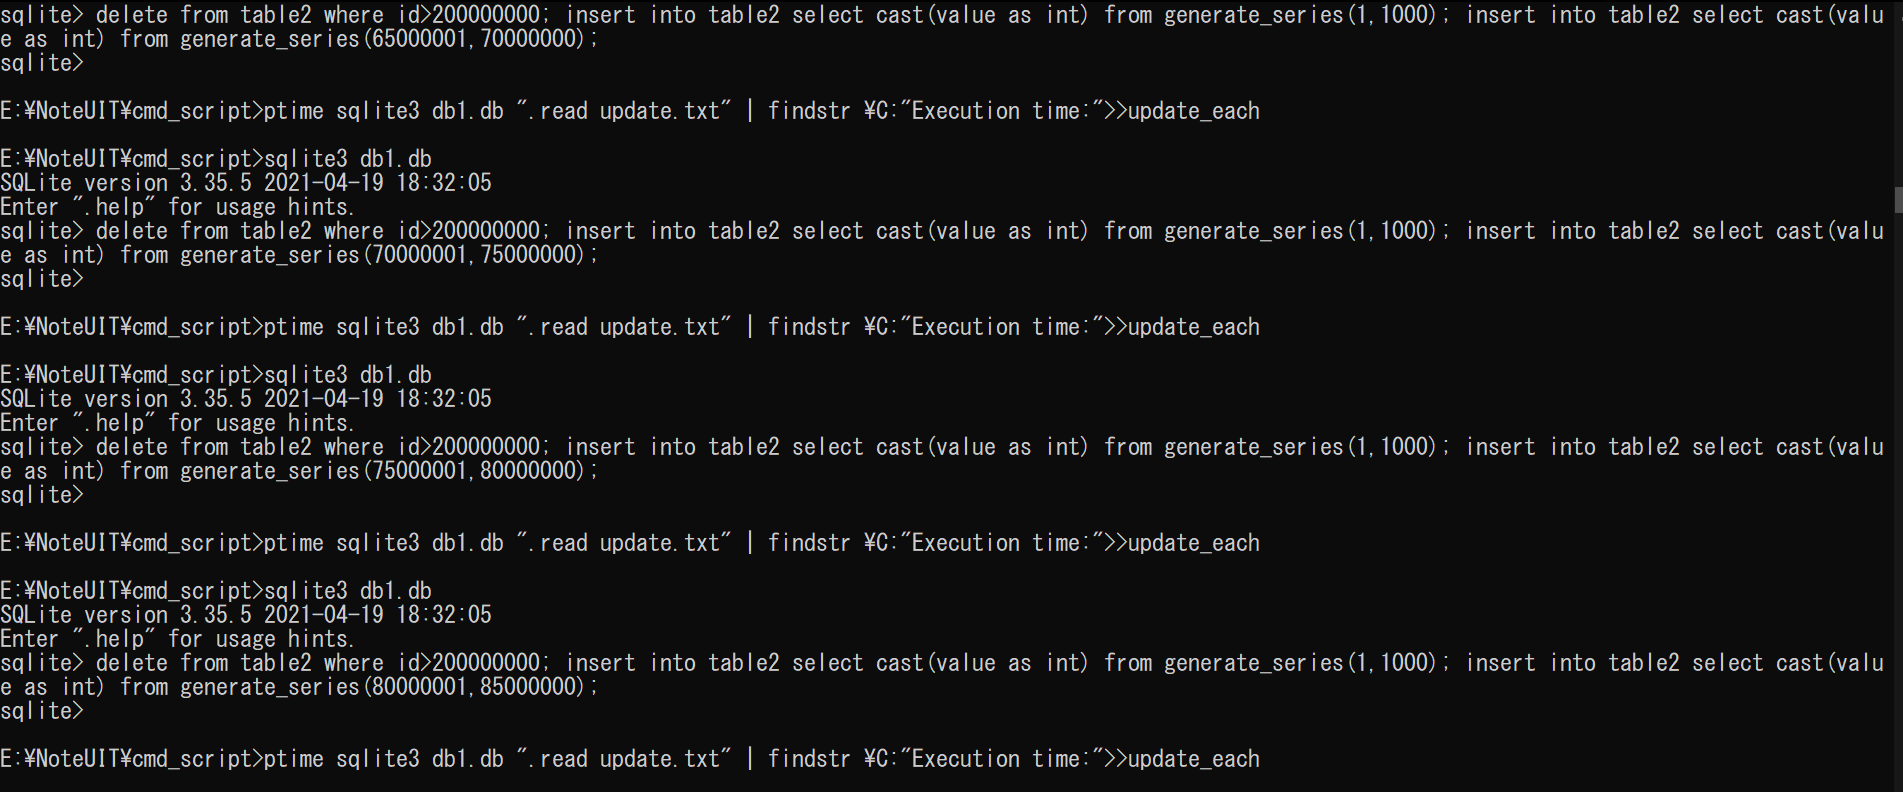 sqlite> delete from table2 where id>200000000; insert into table2 select cast(value as int) from generate_series(1,1000); insert into table2 select cast(valu
e as int) from generate_series(65000001,70000000);
sqlite>
E:¥NoteUIT¥cmd_script>ptime sqlite3 db1.db ".read update.txt" | findstr ¥C:"Execution time:">>update_each
E:¥NoteUIT¥cmd_script>sqlite3 db1.db
SQLite version 3.35.5 2021-04-19 18:32:05
Enter ".help" for usage hints.
sqlite> delete from table2 where id>200000000; insert into table2 select cast(value as int) from generate_series(1,1000); insert into table2 select cast(valu
e as int) from generate_series(70000001,75000000);
sqlite>
E:¥NoteUIT¥cmd_script>ptime sqlite3 db1.db ".read update.txt" | findstr ¥C:"Execution time:">>update_each
E:¥NoteUIT¥cmd_script>sqlite3 db1.db
SQLite version 3.35.5 2021-04-19 18:32:05
Enter ".help" for usage hints.
sqlite> delete from table2 where id>200000000; insert into table2 select cast(value as int) from generate_series(1,1000); insert into table2 select cast(valu
e as int) from generate_series(75000001,80000000);
sqlite>
E:¥NoteUIT¥cmd_script>ptime sqlite3 db1.db ".read update.txt" | findstr ¥C:"Execution time:">>update_each
E:¥NoteUIT¥cmd_script>sqlite3 db1.db
SQLite version 3.35.5 2021-04-19 18:32:05
Enter ".help" for usage hints.
sqlite> delete from table2 where id>200000000; insert into table2 select cast(value as int) from generate_series(1,1000); insert into table2 select cast(valu
e as int) from generate_series(80000001,85000000);
sqlite>
E:¥NoteUIT¥cmd_script>ptime sqlite3 db1.db ".read update.txt" | findstr ¥C:"Execution time:">>update_each